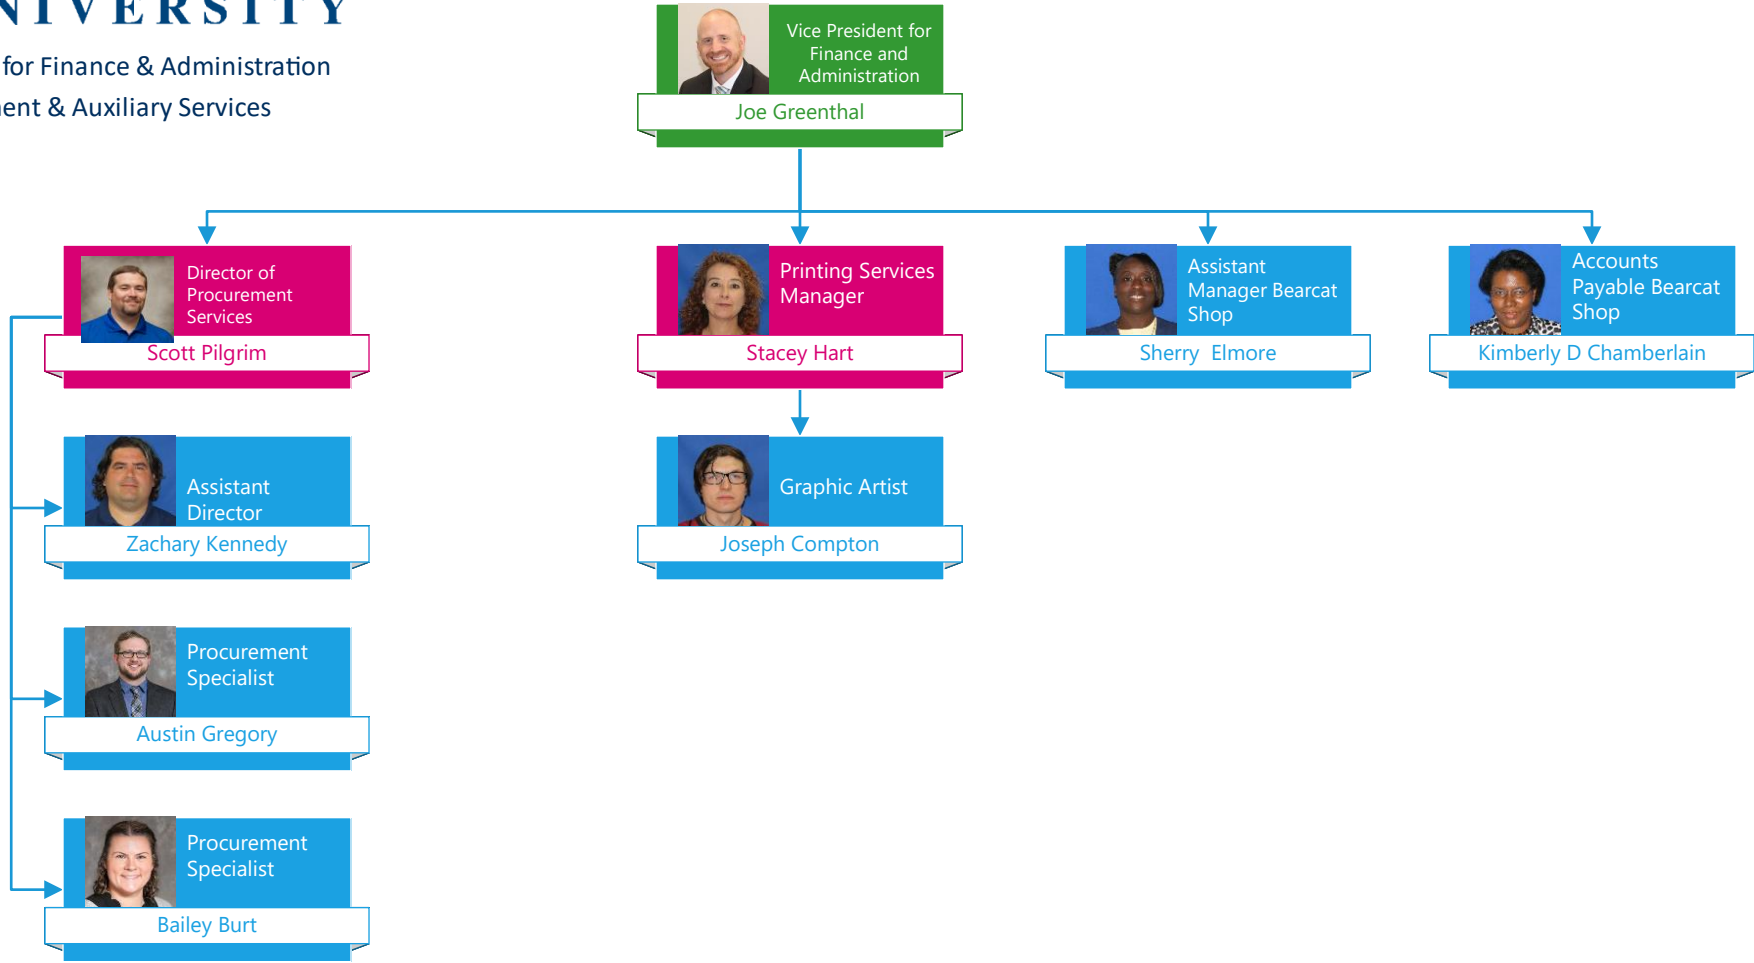 NIVERSITY
for Finance & Administration
ent & Auxiliary Services
Vice President for
Finance and
Administration
Joe Greenthal
Director of
Procurement
Services
Scott Pilgrim
Printing Services
Manager
Stacey Hart
Assistant
Manager Bearcat
Shop
Sherry  Elmore
Accounts
Payable Bearcat
Shop
Kimberly D Chamberlain
Assistant
Director
Zachary Kennedy
Graphic Artist
Joseph Compton
Procurement
Specialist
Austin Gregory
Procurement
Specialist
Bailey Burt